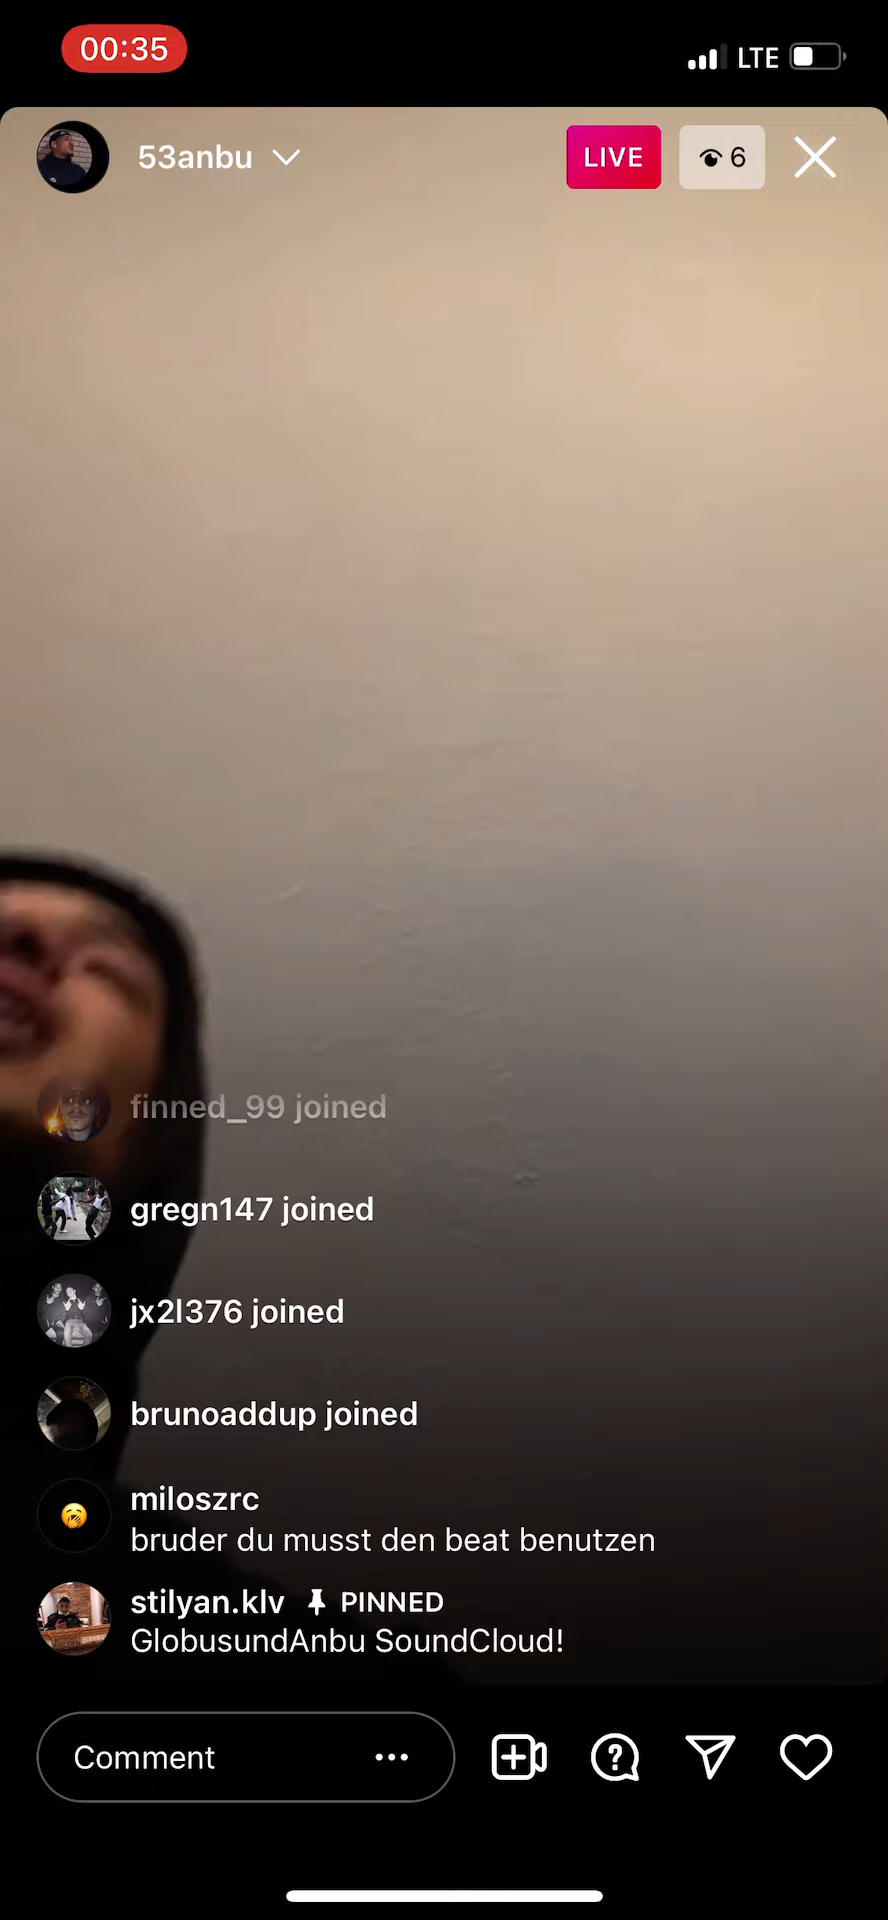 00:35
LTE
53anbu
LIVE
6
finned_99 joined
gregn147 joined
jx2l376 joined
brunoaddup joined
miloszrc
bruder du musst den beat benutzen
stilyan.klv PINNED
GlobusundAnbu SoundCloud!
Comment